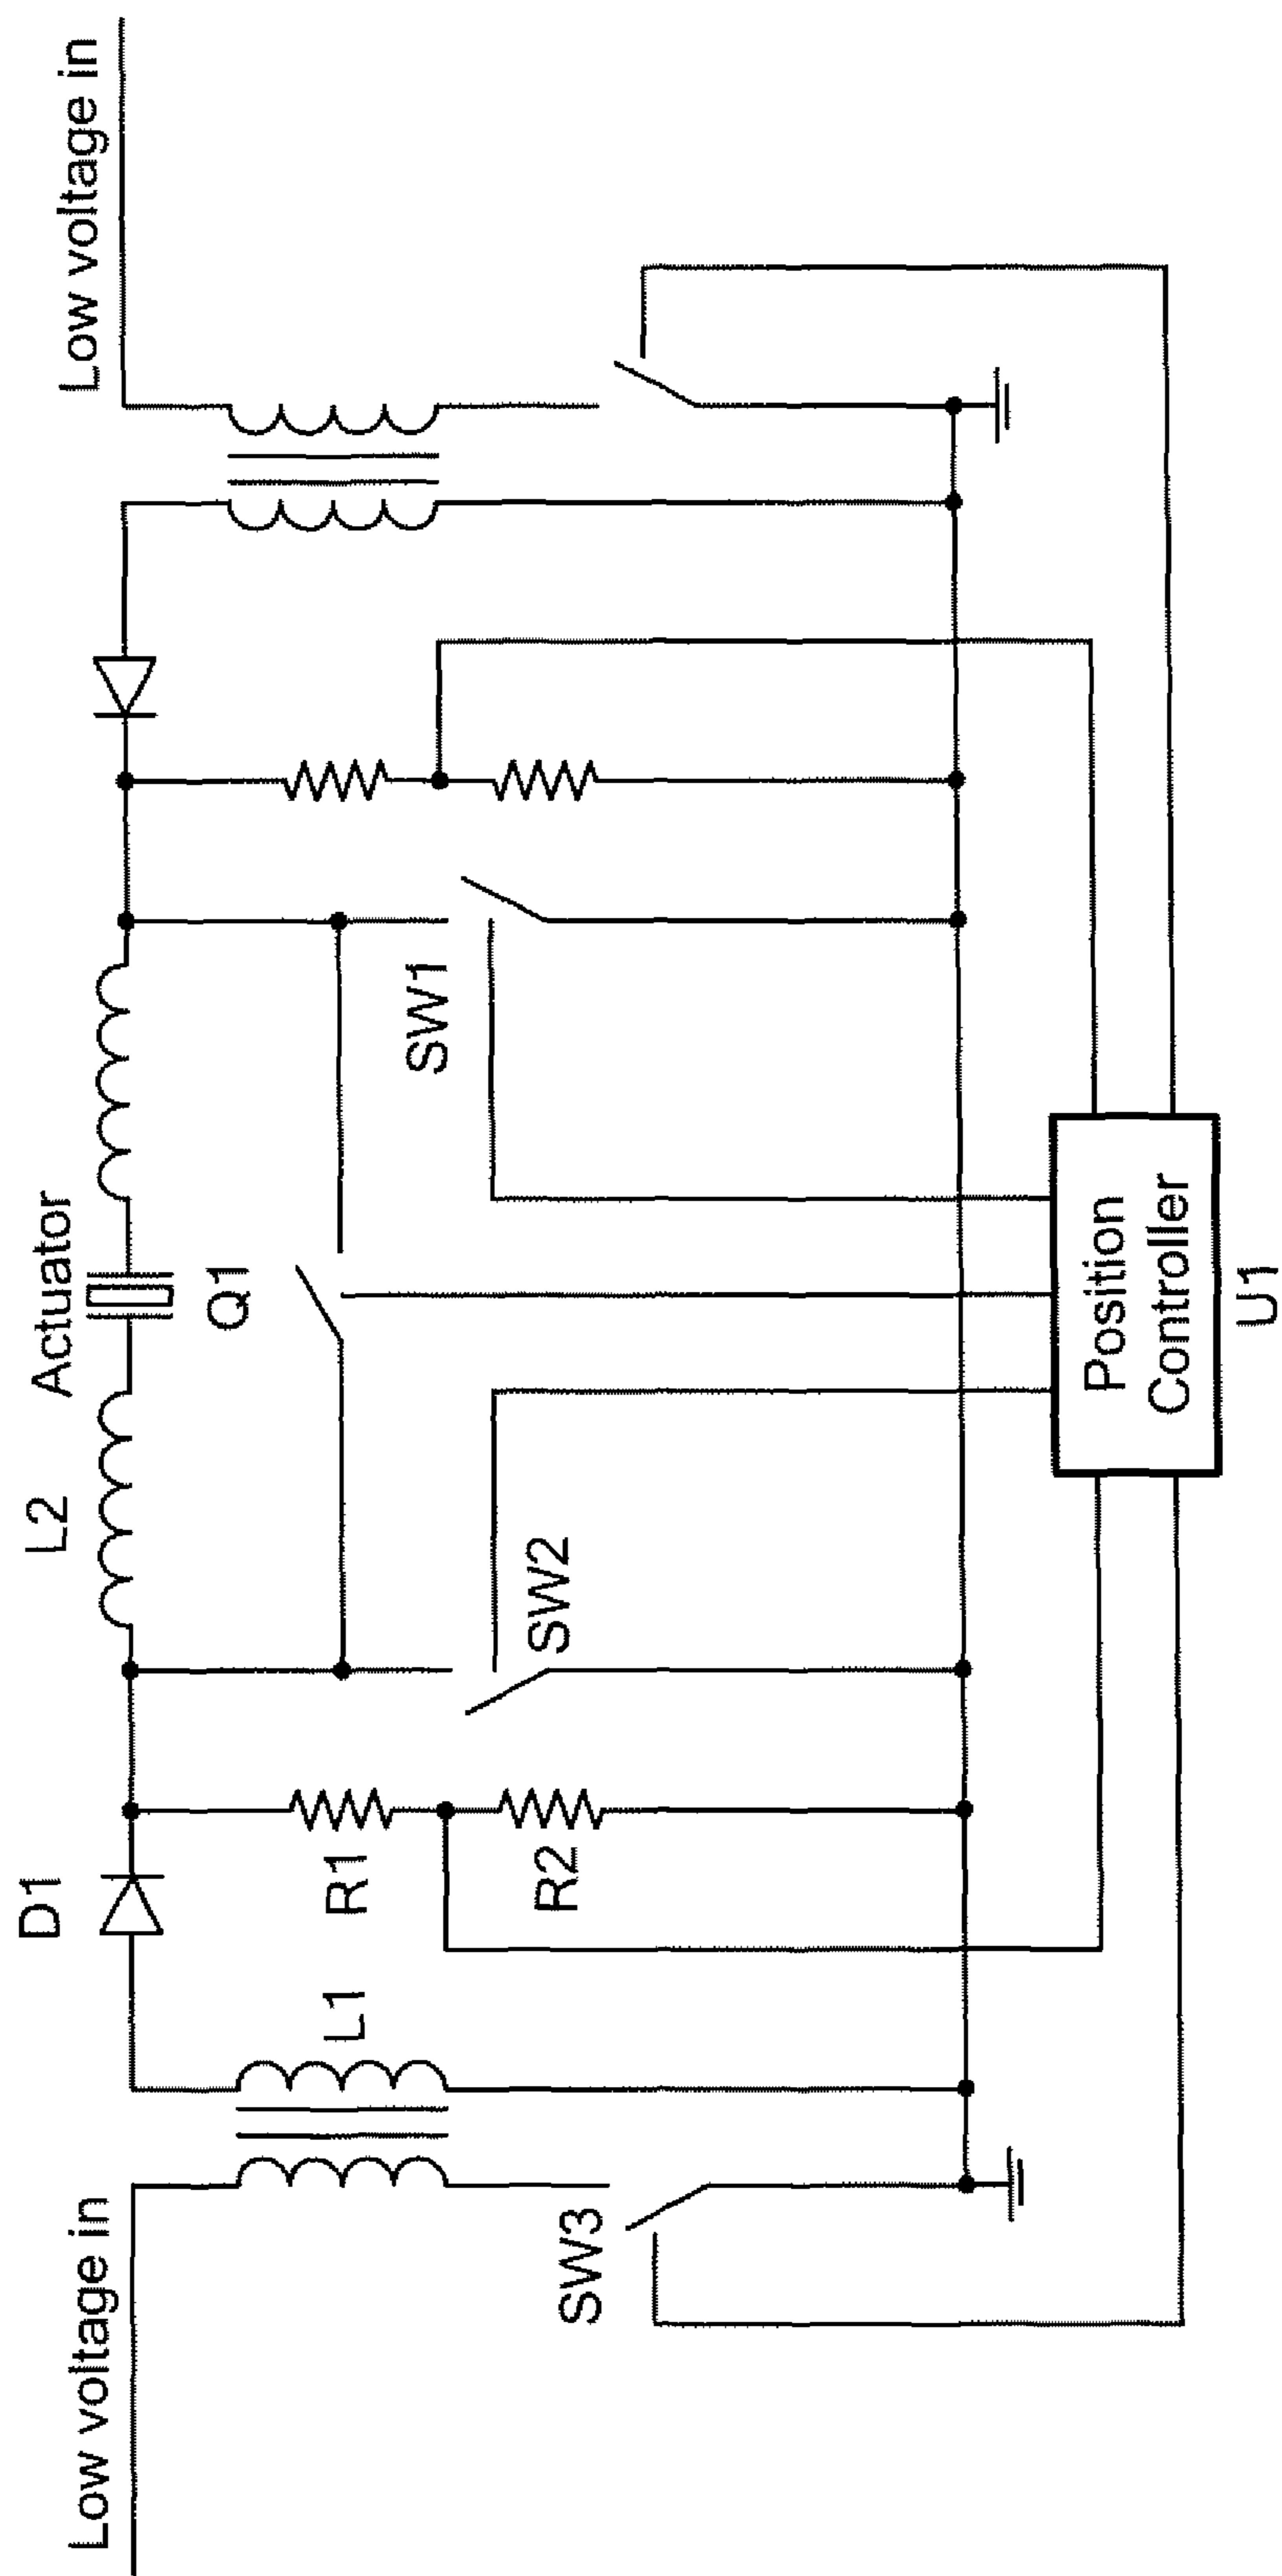 Low voltage in
D1
L2
Actuator
Low voltage in
L1
R1
R2
SW2
Q1
SW1
SW3
Position
Controller
U1